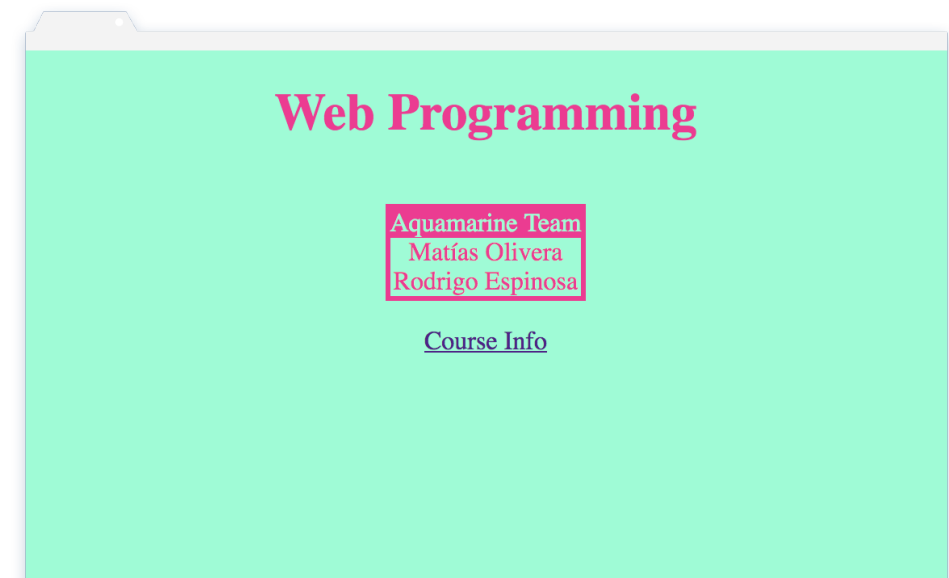 Web Programming
Aquamarine Team
Matías Olivera
Rodrigo Espinosa
Course Info